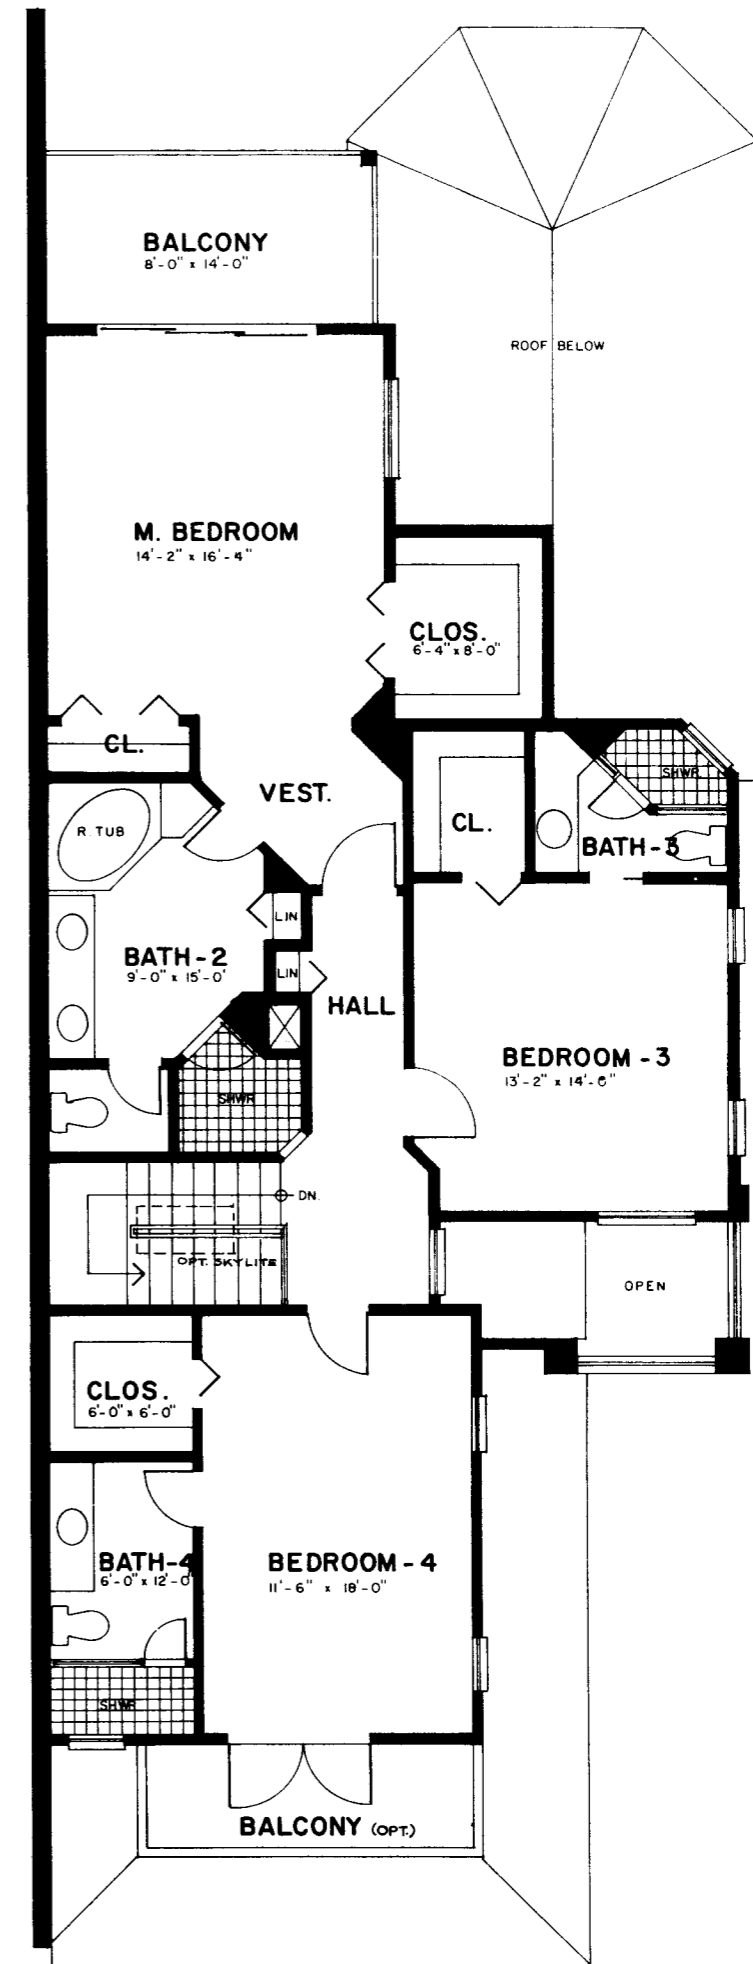 BALCONY
8'-0" x 14'-0"
ROOF BELOW
M. BEDROOM
14'-2" x 16'-4"
CLOS.
6'-4" x 8'-0"
CL.
VEST.
SHWR
R. TUB
CL.
BATH-3
LIN
BATH-2
9'-0" x 15'-0"
LIN
HALL
BEDROOM-3
13'-2" x 14'-6"
SHWR
DN.
OPT. SKYLITE
OPEN
CLOS.
6'-0" x 6'-0"
BATH-4
6'-0" x 12'-0"
BEDROOM-4
11'-6" x 18'-0"
SHWR
BALCONY (OPT.)